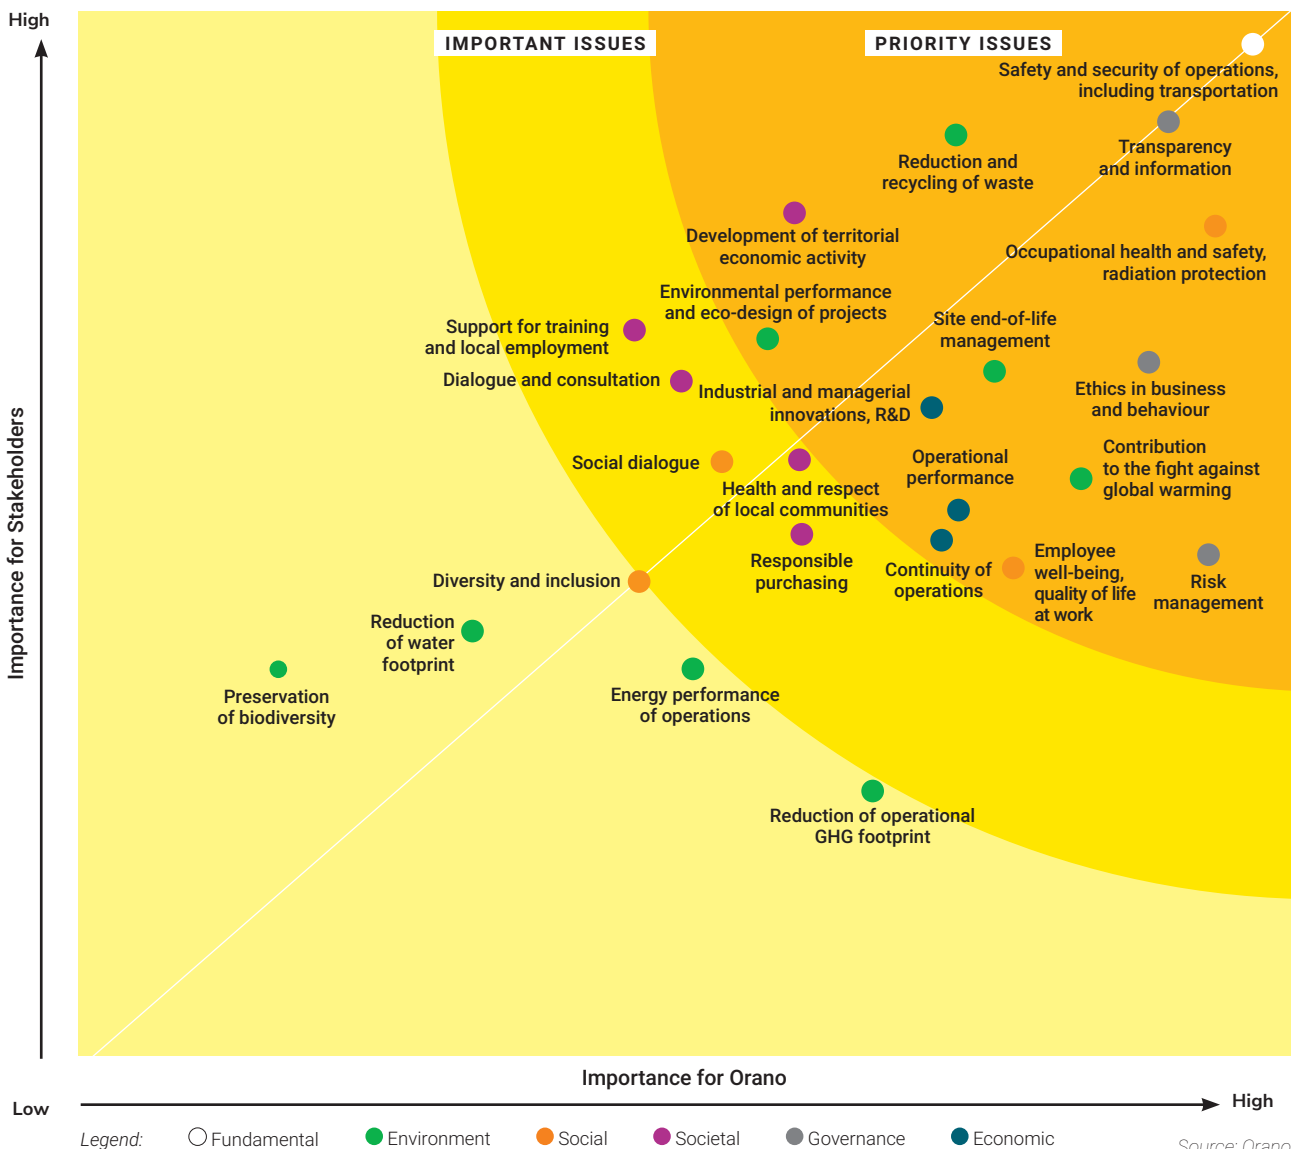 High
IMPORTANT ISSUES
PRIORITY ISSUES
Safety and security of operations,
including transportation
Transparency
and information
Reduction and
recycling of waste
Development of territorial
economic activity
Occupational health and safety,
radiation protection
Environmental performance
and eco-design of projects
Support for training
and local employment
Site end-of-life
management
Dialogue and consultation
Industrial and managerial
innovations, R&D
Ethics in business
and behaviour
Social dialogue
Operational
performance
Contribution
to the fight against
global warming
Health and respect
of local communities
Responsible
purchasing
Continuity of
operations
Employee
well-being,
quality of life
at work
Risk
management
Diversity and inclusion
Reduction
of water
footprint
Preservation
of biodiversity
Energy performance
of operations
Reduction of operational
GHG footprint
Importance for Stakeholders
Importance for Orano
Low
High
Legend:
Fundamental
Environment
Social
Societal
Governance
Economic
Source: Orano